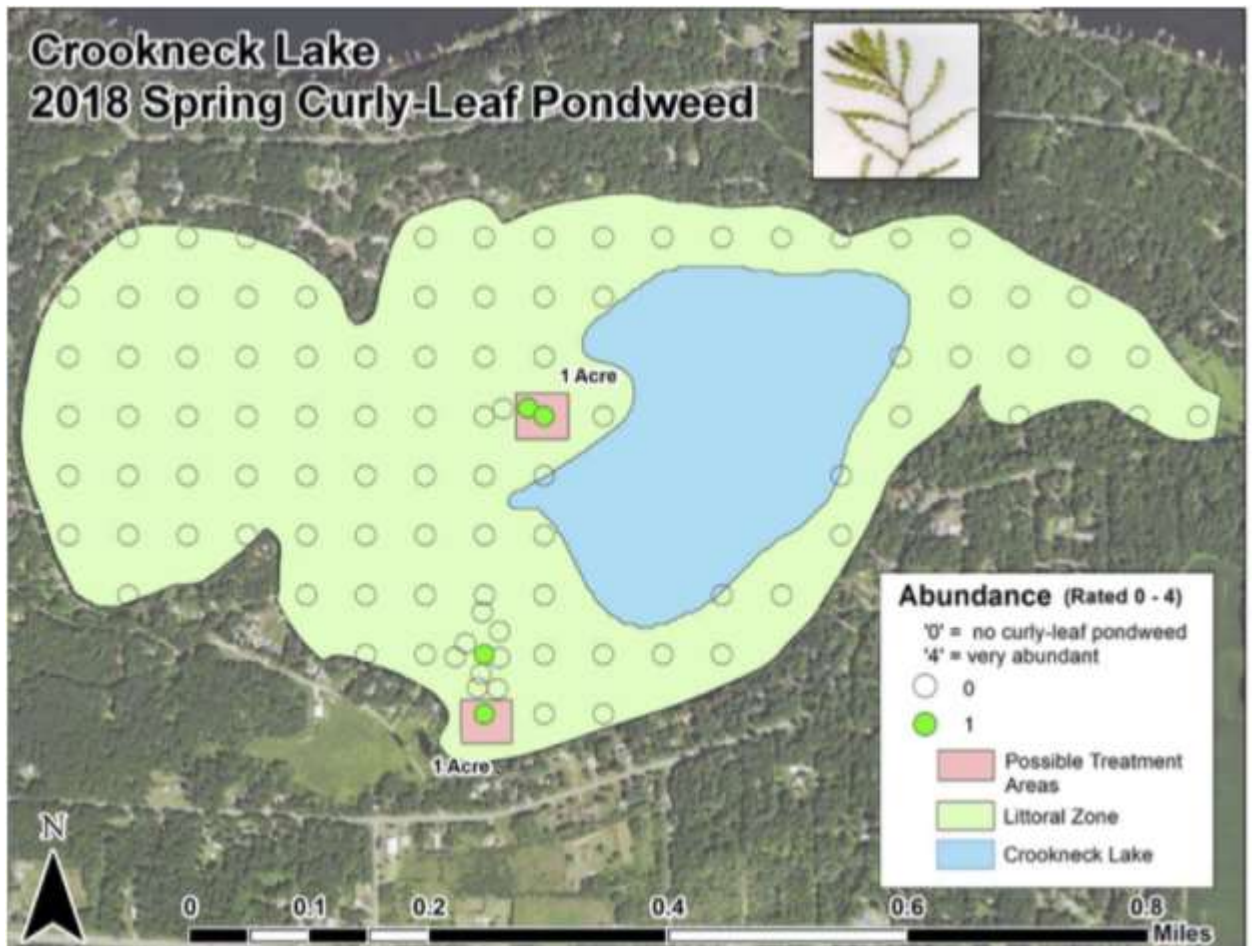 Crookneck Lake
2018 Spring Curly-Leaf Pondweed
1 Acre
1 Acre
Abundance (Rated 0 - 4)
'0' = no curly-leaf pondweed
'4' = very abundant
0
1
Possible Treatment
Areas
Littoral Zone
Crookneck Lake
N
0 0.1 0.2 0.4 0.6 0.8
Miles